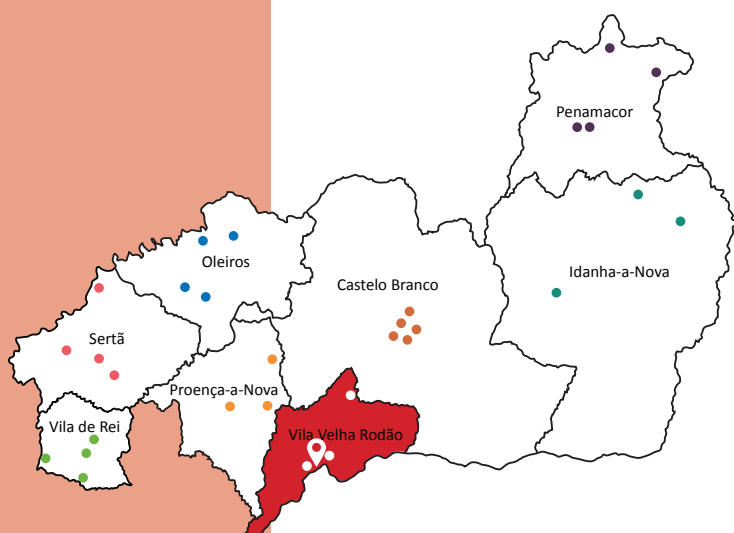 Penamacor
Idanha-a-Nova
Oleiros
Castelo Branco
Sertã
Proença-a-Nova
Vila de Rei
Vila Velha Rodão